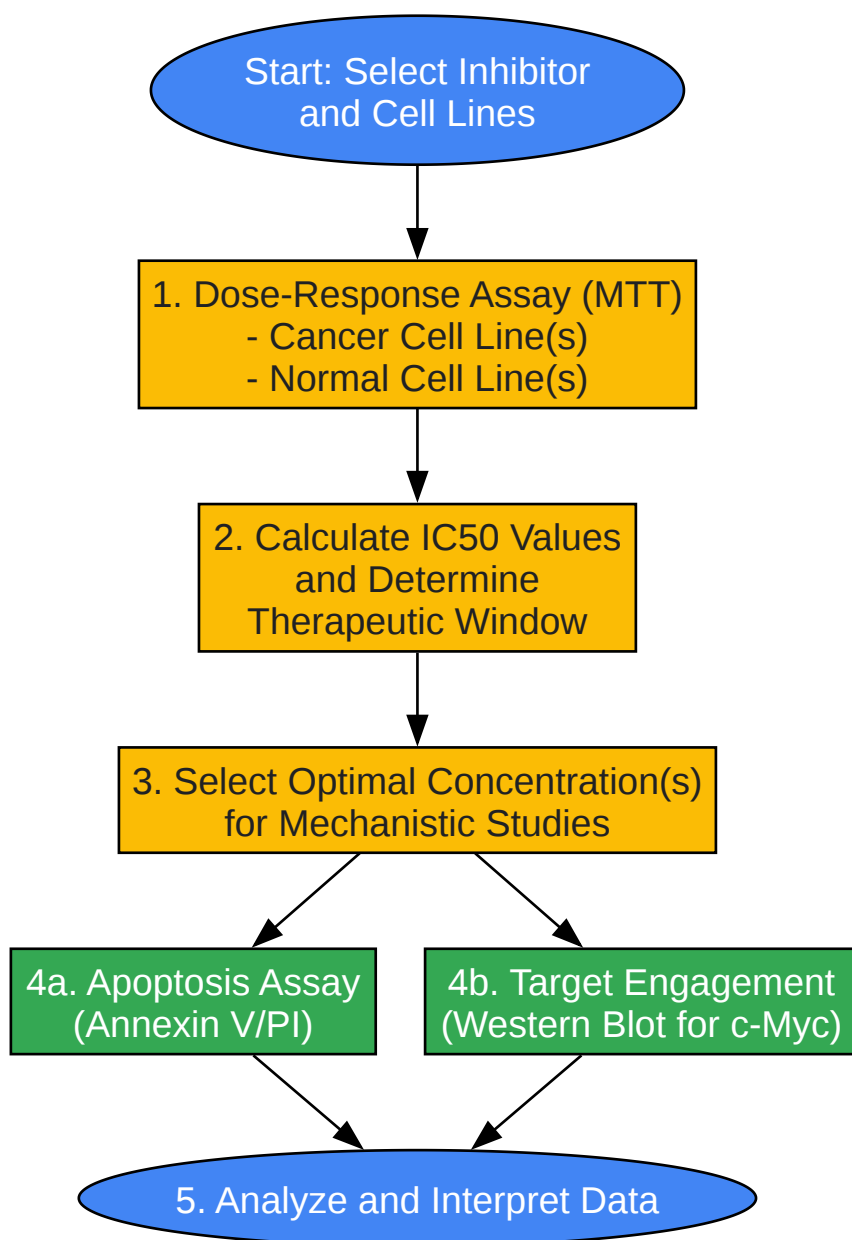 Start: Select Inhibitor
and Cell Lines
1. Dose-Response Assay (MTT)
- Cancer Cell Line(s)
- Normal Cell Line(s)
2. Calculate IC50 Values
and Determine
Therapeutic Window
3. Select Optimal Concentration(s)
for Mechanistic Studies
4a. Apoptosis Assay
(Annexin V/PI)
4b. Target Engagement
(Western Blot for c-Myc)
5. Analyze and Interpret Data